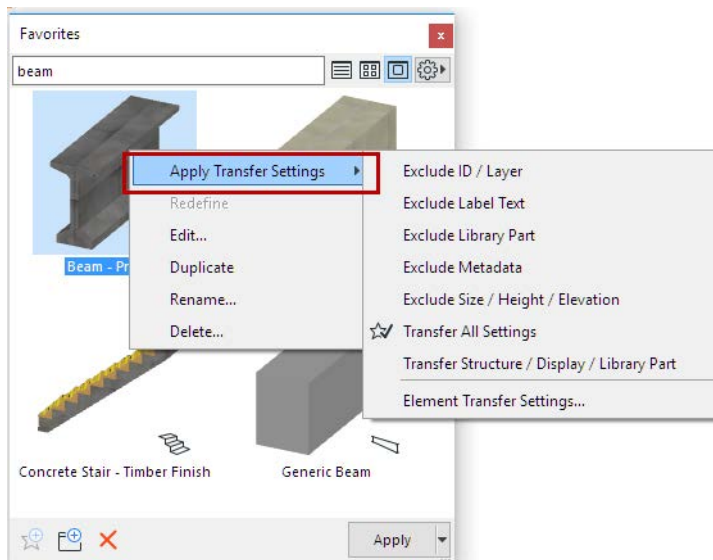 Favorites
x
beam
Apply Transfer Settings
Redefine
Edit...
Duplicate
Rename...
Delete...
Exclude ID / Layer
Exclude Label Text
Exclude Library Part
Exclude Metadata
Exclude Size / Height / Elevation
Transfer All Settings
Transfer Structure / Display / Library Part
Element Transfer Settings...
Beam - Pr
Concrete Stair - Timber Finish
Generic Beam
Apply